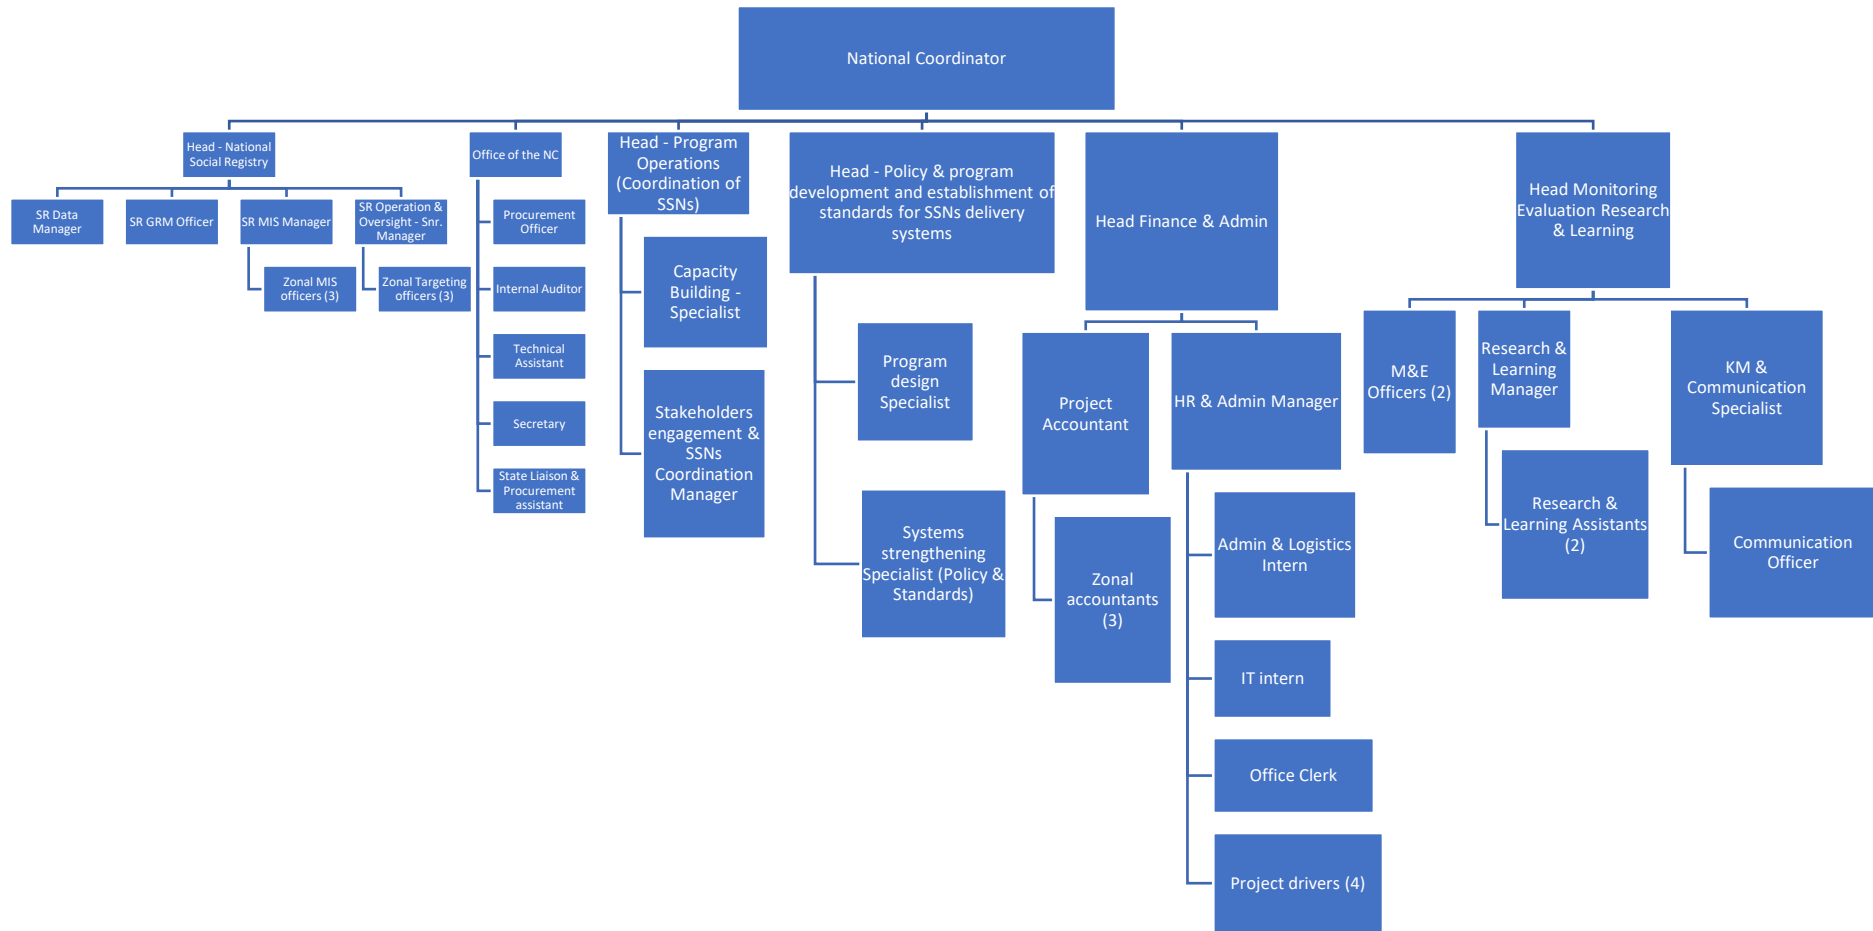 National Coordinator
Head - National
Social Registry
Office of the NC
Head - Program
Operations
(Coordination of
SSNs)
Head - Policy & program
development and establishment of
standards for SSNs delivery
systems
Head Finance & Admin
Head Monitoring
Evaluation Research
& Learning
SR Data
Manager
SR GRM Officer
SR MIS Manager
SR Operation &
Oversight - Snr.
Manager
Zonal MIS
officers (3)
Zonal Targeting
officers (3)
Procurement
Officer
Internal Auditor
Technical
Assistant
Secretary
State Liaison &
Procurement
assistant
Capacity
Building -
Specialist
Stakeholders
engagement &
SSNs
Coordination
Manager
Program
design
Specialist
Systems
strengthening
Specialist (Policy &
Standards)
Project
Accountant
Zonal
accountants
(3)
HR & Admin Manager
Admin & Logistics
Intern
IT intern
Office Clerk
Project drivers (4)
M&E
Officers (2)
Research &
Learning
Manager
Research &
Learning Assistants
(2)
KM &
Communication
Specialist
Communication
Officer